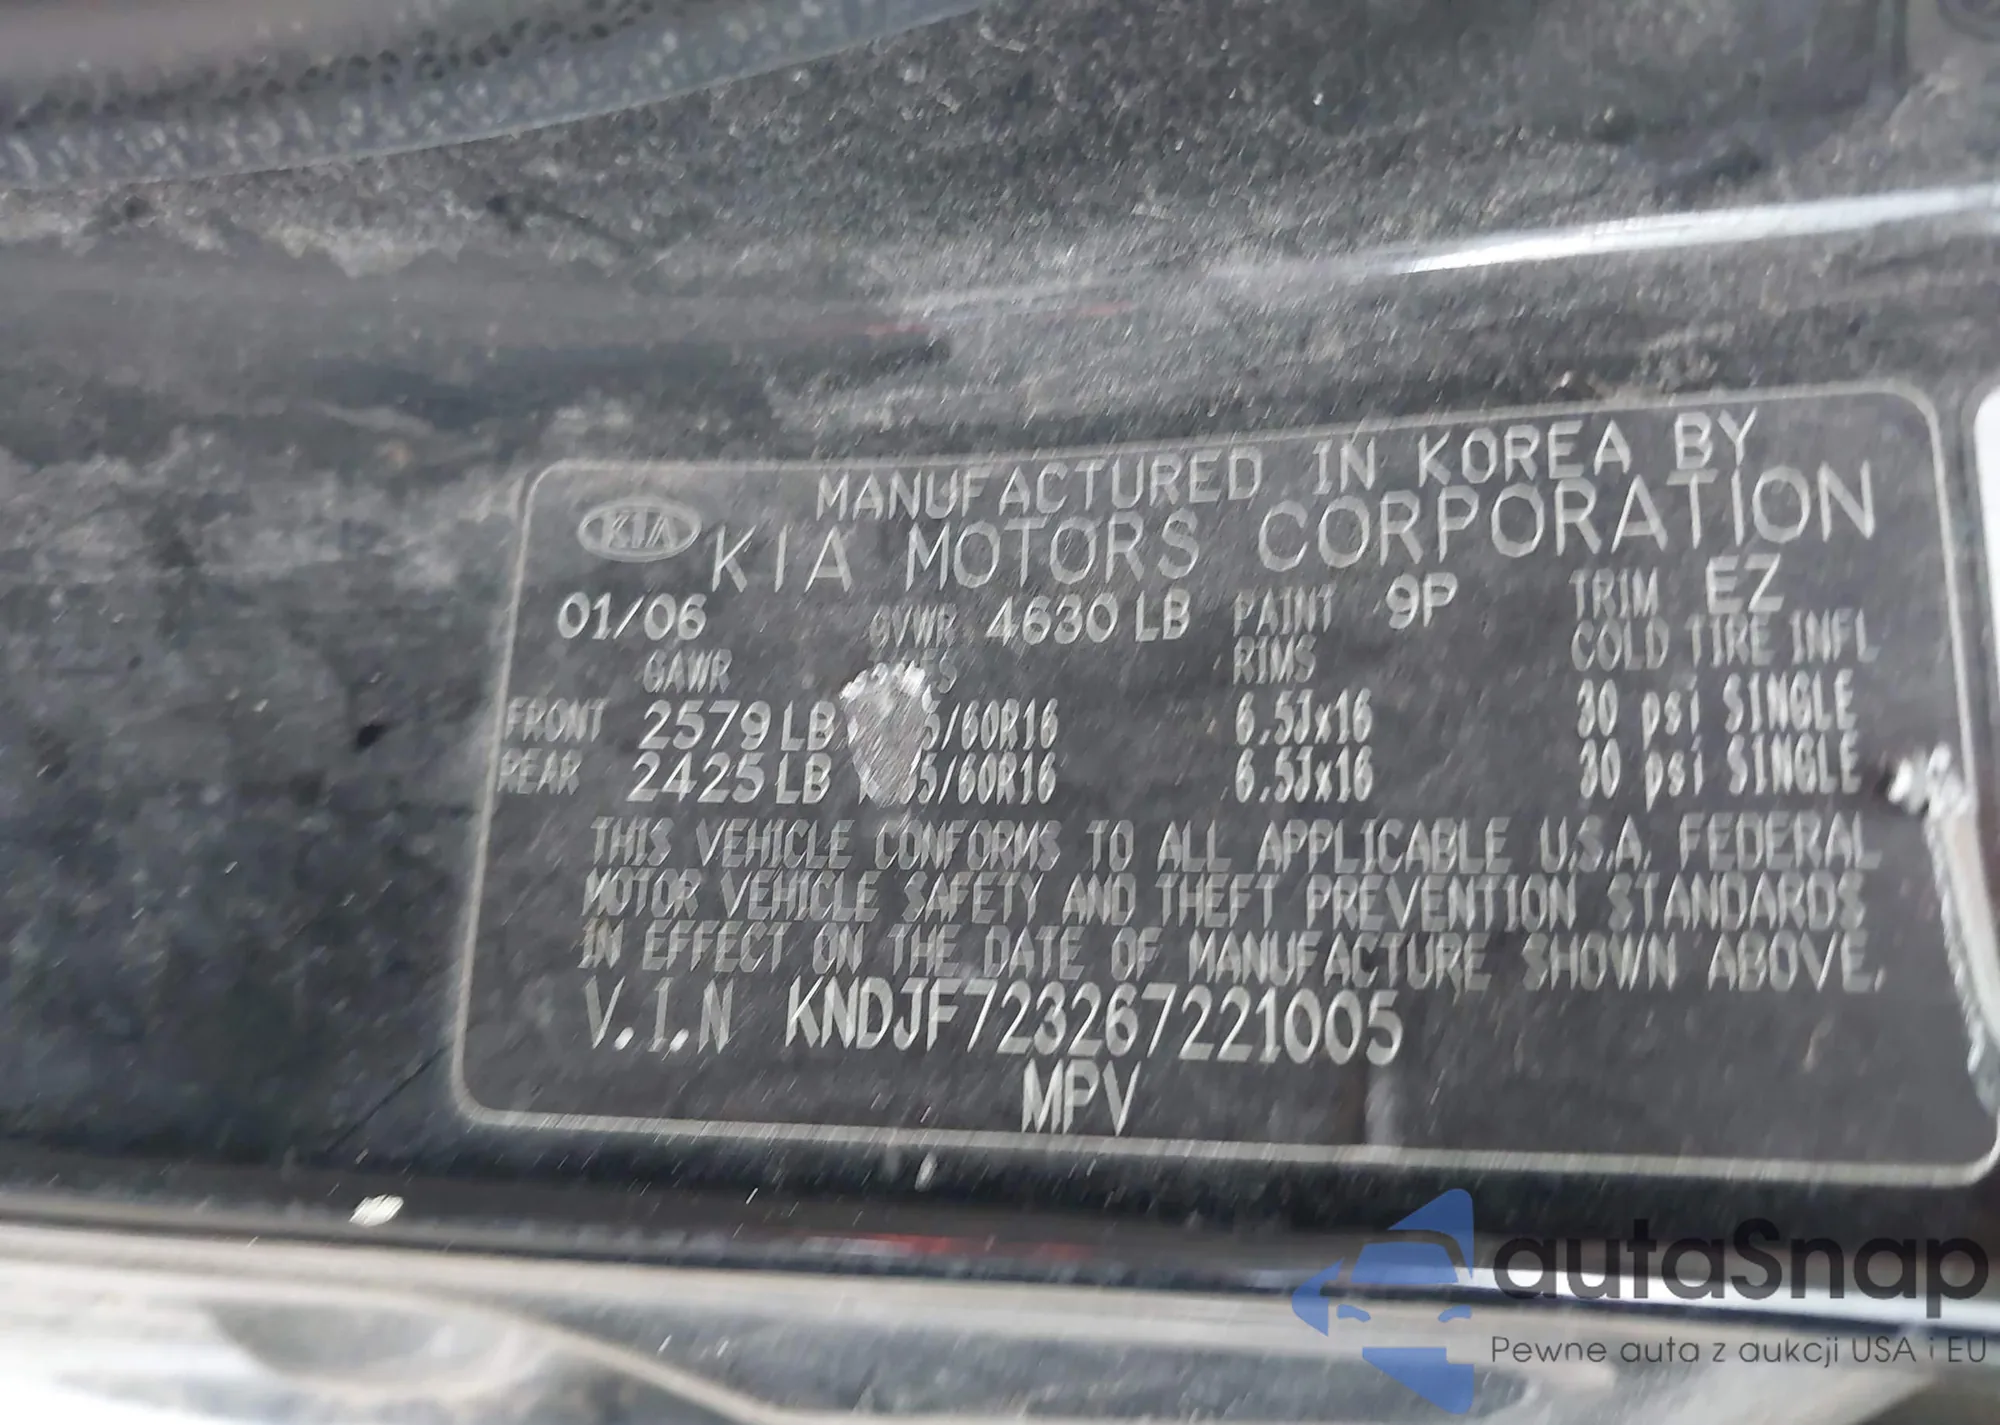 MANUFACTURED IN KOREA BY
KIA KIA MOTORS CORPORATION
01/06 GVWR 4630 LB PAINT 9P TRIM EZ
GAWR RIMS COLD TIRE INFL
FRONT 2579 LB 5/60R16 6.5Jx16 30 psi SINGLE
REAR 2425 LB 5/60R16 6.5Jx16 30 psi SINGLE
THIS VEHICLE CONFORMS TO ALL APPLICABLE U.S.A. FEDERAL
MOTOR VEHICLE SAFETY AND THEFT PREVENTION STANDARDS
IN EFFECT ON THE DATE OF MANUFACTURE SHOWN ABOVE.
V.I.N KNDJF723267221005
MPV
autaSnap
Pewne auta z aukcji USA i EU